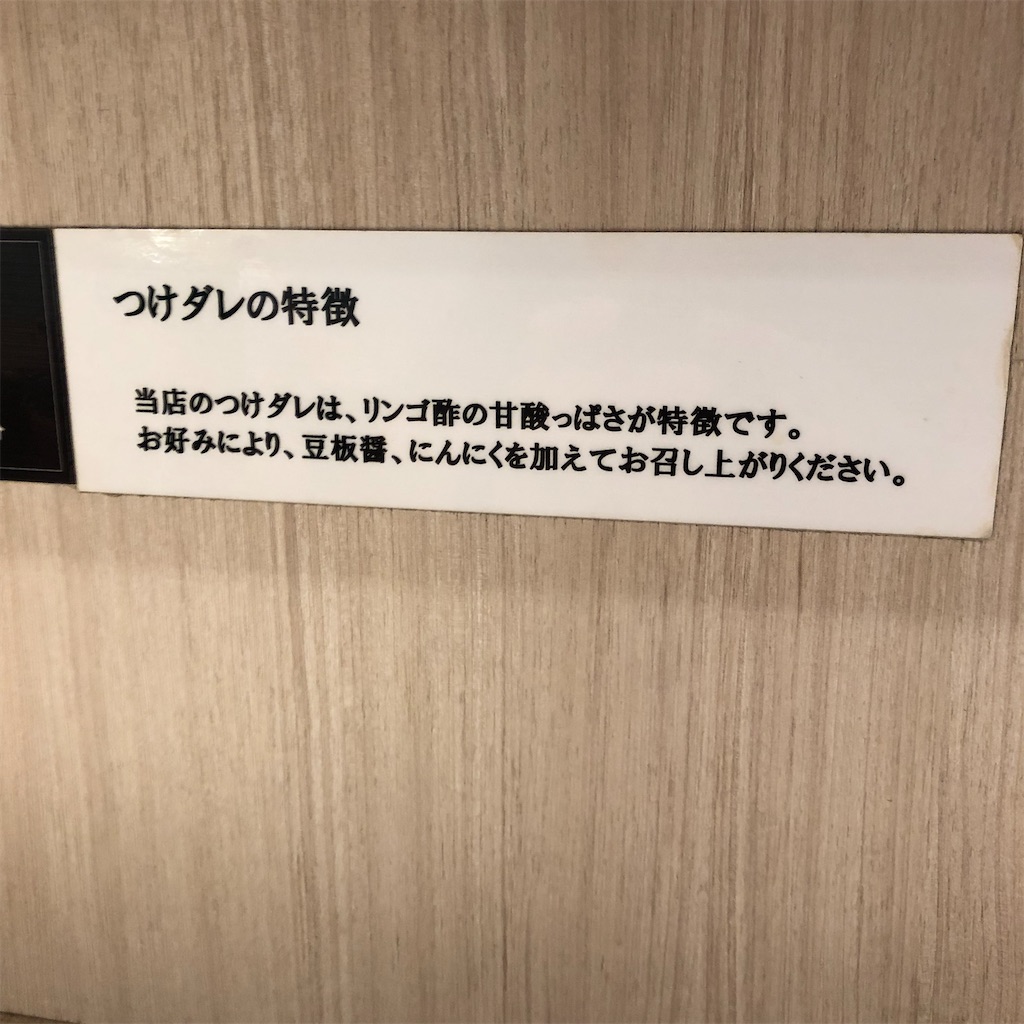 つけダレの特徴
当店のつけダレは、リンゴ酢の甘酸っぱさが特徴です。
お好みにより、豆板醤、にんにくを加えてお召し上がりください。